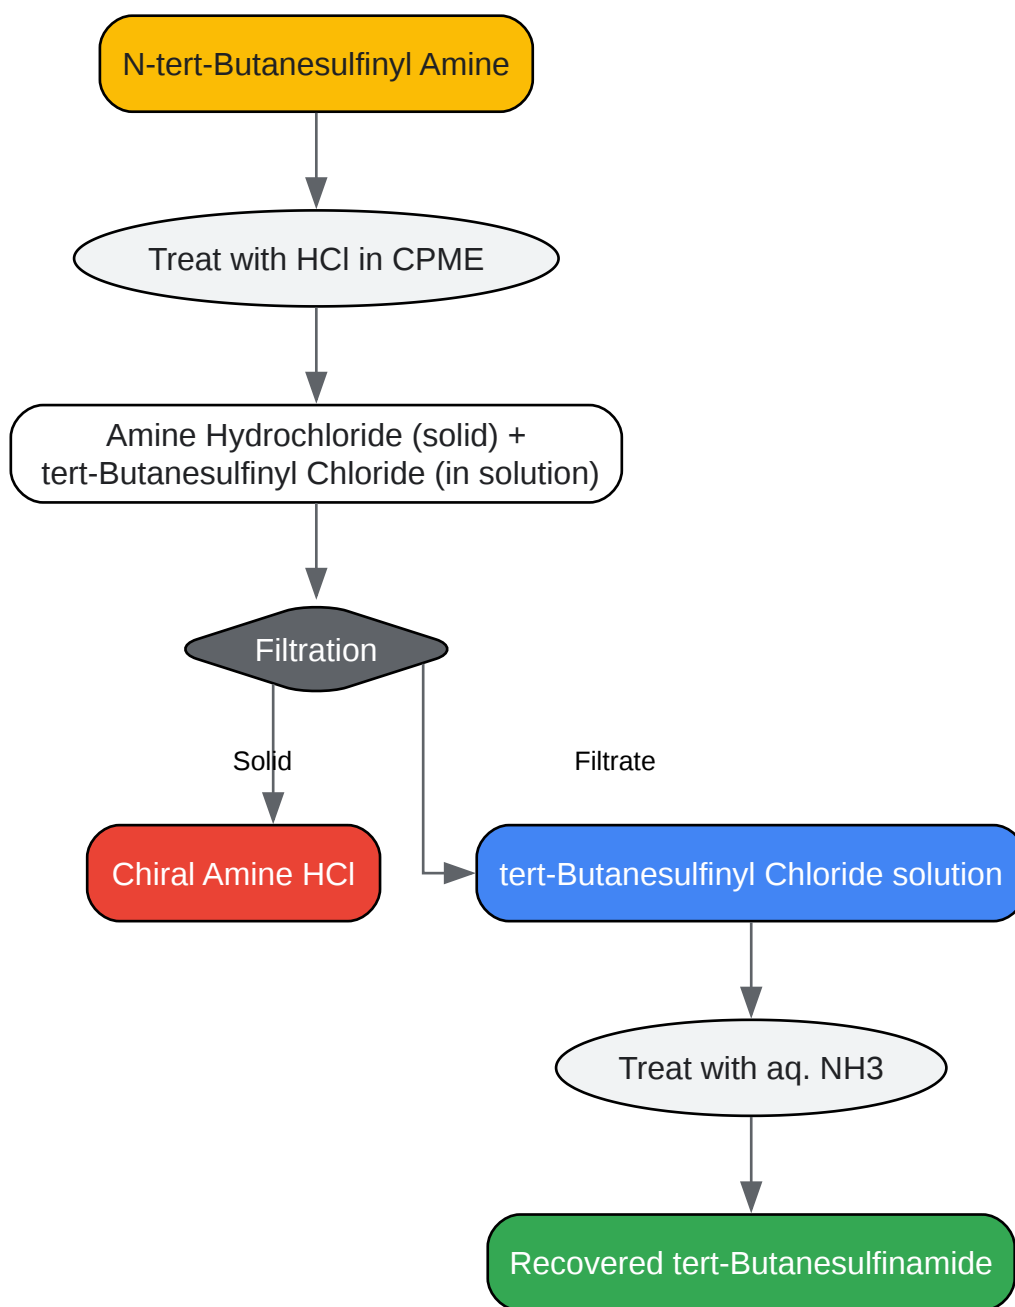 N-tert-Butanesulfinyl Amine
Treat with HCl in CPME
Amine Hydrochloride (solid) +
tert-Butanesulfinyl Chloride (in solution)
Filtration
Solid
Filtrate
Chiral Amine HCl
tert-Butanesulfinyl Chloride solution
Treat with aq. NH3
Recovered tert-Butanesulfinamide